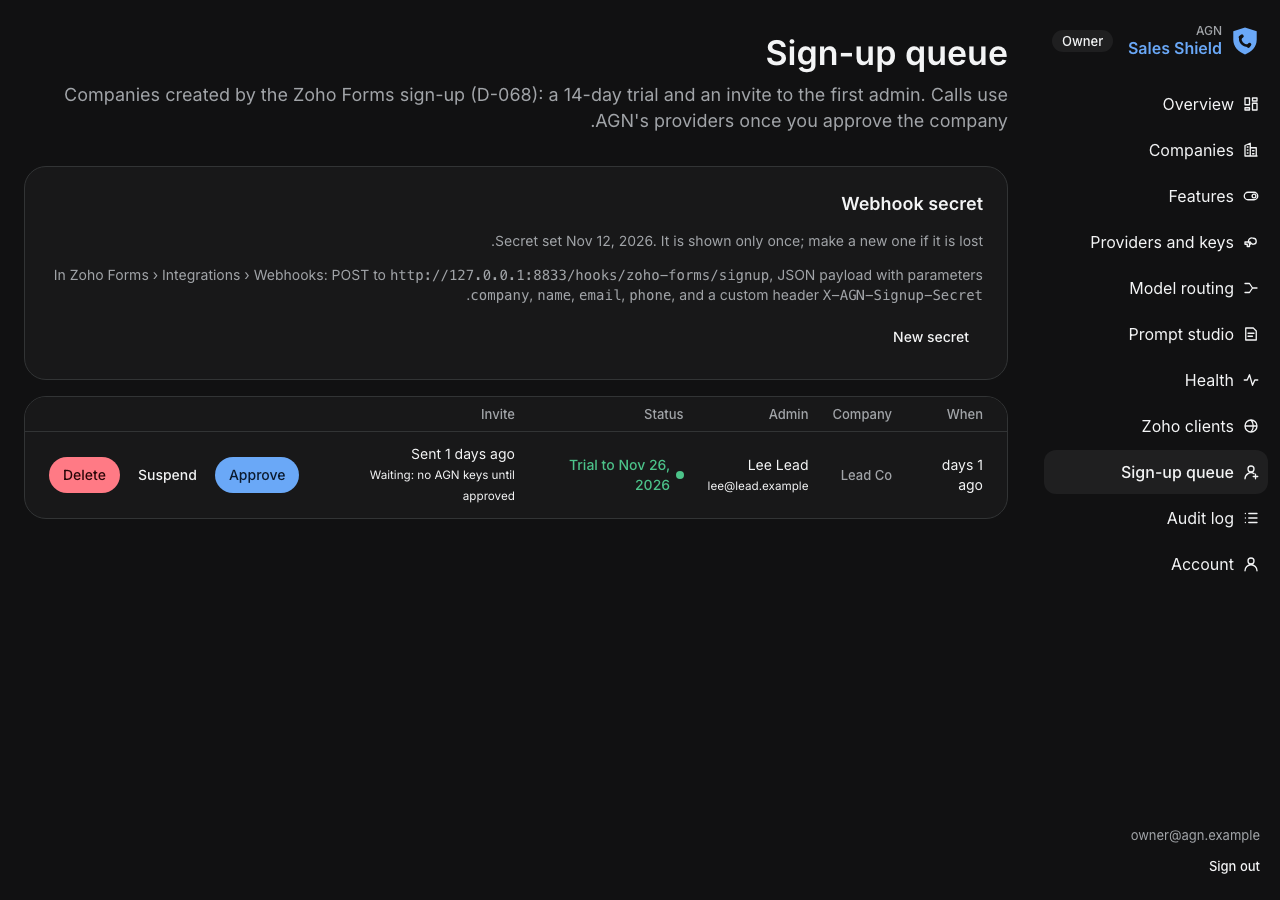 AGN
Sales Shield
Owner
Overview
Companies
Features
Providers and keys
Model routing
Prompt studio
Health
Zoho clients
Sign-up queue
Audit log
Account
owner@agn.example
Sign out
Sign-up queue
Companies created by the Zoho Forms sign-up (D-068): a 14-day trial and an invite to the first admin. Calls use
.AGN's providers once you approve the company
Webhook secret
.Secret set Nov 12, 2026. It is shown only once; make a new one if it is lost
In Zoho Forms › Integrations › Webhooks: POST to http://127.0.0.1:8833/hooks/zoho-forms/signup, JSON payload with parameters
.company, name, email, phone, and a custom header X-AGN-Signup-Secret
New secret
When Company Admin Status Invite
days 1
ago
Lead Co
Lee Lead
lee@lead.example
Trial to Nov 26,
2026
Sent 1 days ago
Waiting: no AGN keys until
approved
Approve
Suspend
Delete